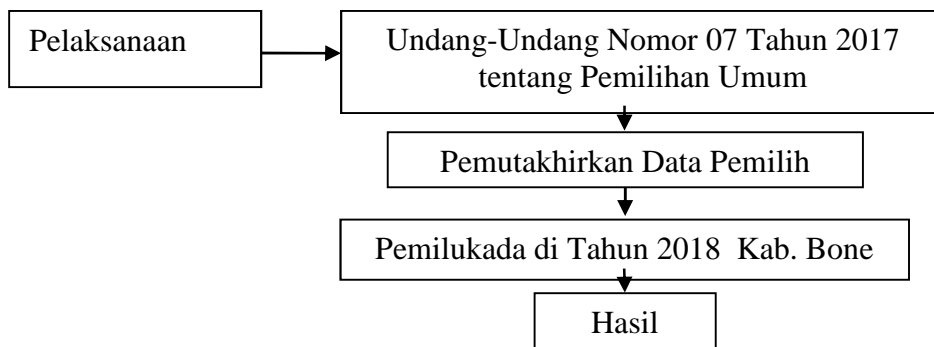 Pelaksanaan
Undang-Undang Nomor 07 Tahun 2017
tentang Pemilihan Umum
Pemutakhirkan Data Pemilih
Pemilukada di Tahun 2018 Kab. Bone
Hasil